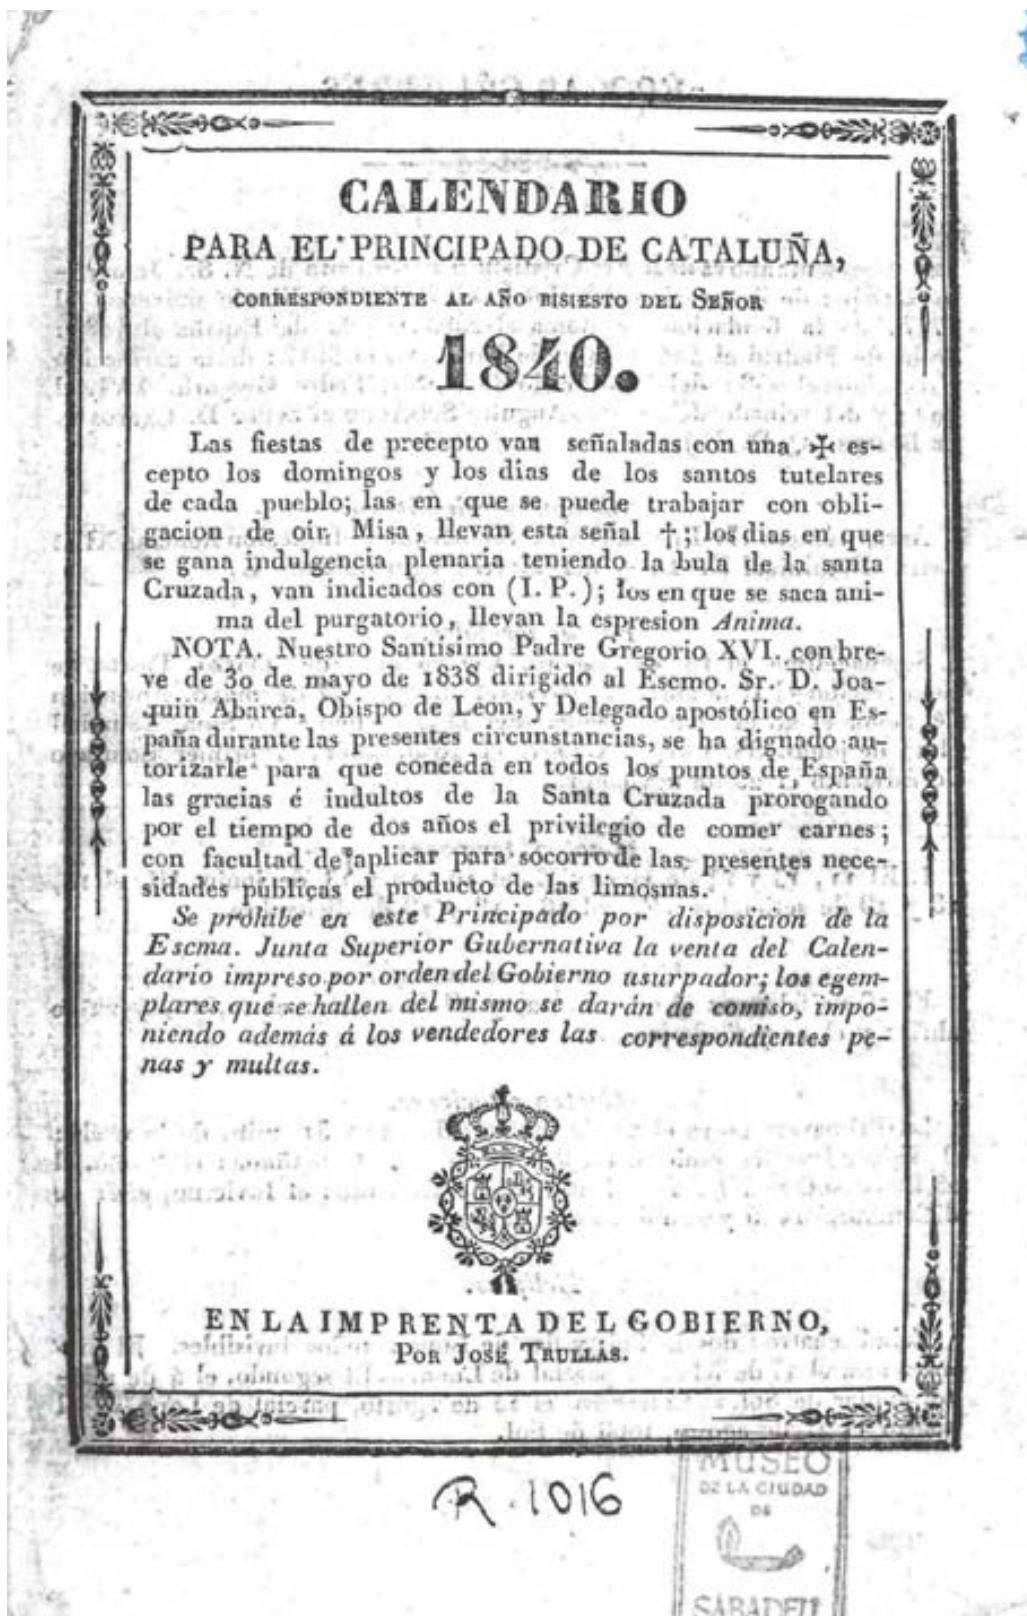 CALENDARIO
PARA EL PRINCIPADO DE CATALUÑA,
CORRESPONDIENTE AL AÑO BISIESTO DEL SEÑOR
1840.
Las fiestas de precepto van señaladas con una ✠ es-
cepto los domingos y los dias de los santos tutelares
de cada pueblo; las en que se puede trabajar con obli-
gacion de oir Misa, llevan esta señal †; los dias en que
se gana indulgencia plenaria teniendo la bula de la santa
Cruzada, van indicados con (I. P.); los en que se saca ani-
ma del purgatorio, llevan la espresion Anima.
NOTA. Nuestro Santísimo Padre Gregorio XVI. con bre-
ve de 30 de mayo de 1838 dirigido al Escmo. Sr. D. Joa-
quin Abarca, Obispo de Leon, y Delegado apostólico en Es-
paña durante las presentes circunstancias, se ha dignado au-
torizarle para que conceda en todos los puntos de España
las gracias é indultos de la Santa Cruzada prorogando
por el tiempo de dos años el privilegio de comer carnes;
con facultad de aplicar para socorro de las presentes nece-
sidades públicas el producto de las limosnas.
Se prohibe en este Principado por disposicion de la
Escma. Junta Superior Gubernativa la venta del Calen-
dario impreso por orden del Gobierno usurpador; los egem-
plares que se hallen del mismo se darán de comiso, impo-
niendo además á los vendedores las correspondientes pe-
nas y multas.
EN LA IMPRENTA DEL GOBIERNO,
POR JOSÉ TRULLÁS.
R. 1016
MUSEO
DE LA CIUDAD
DE
SABADELL